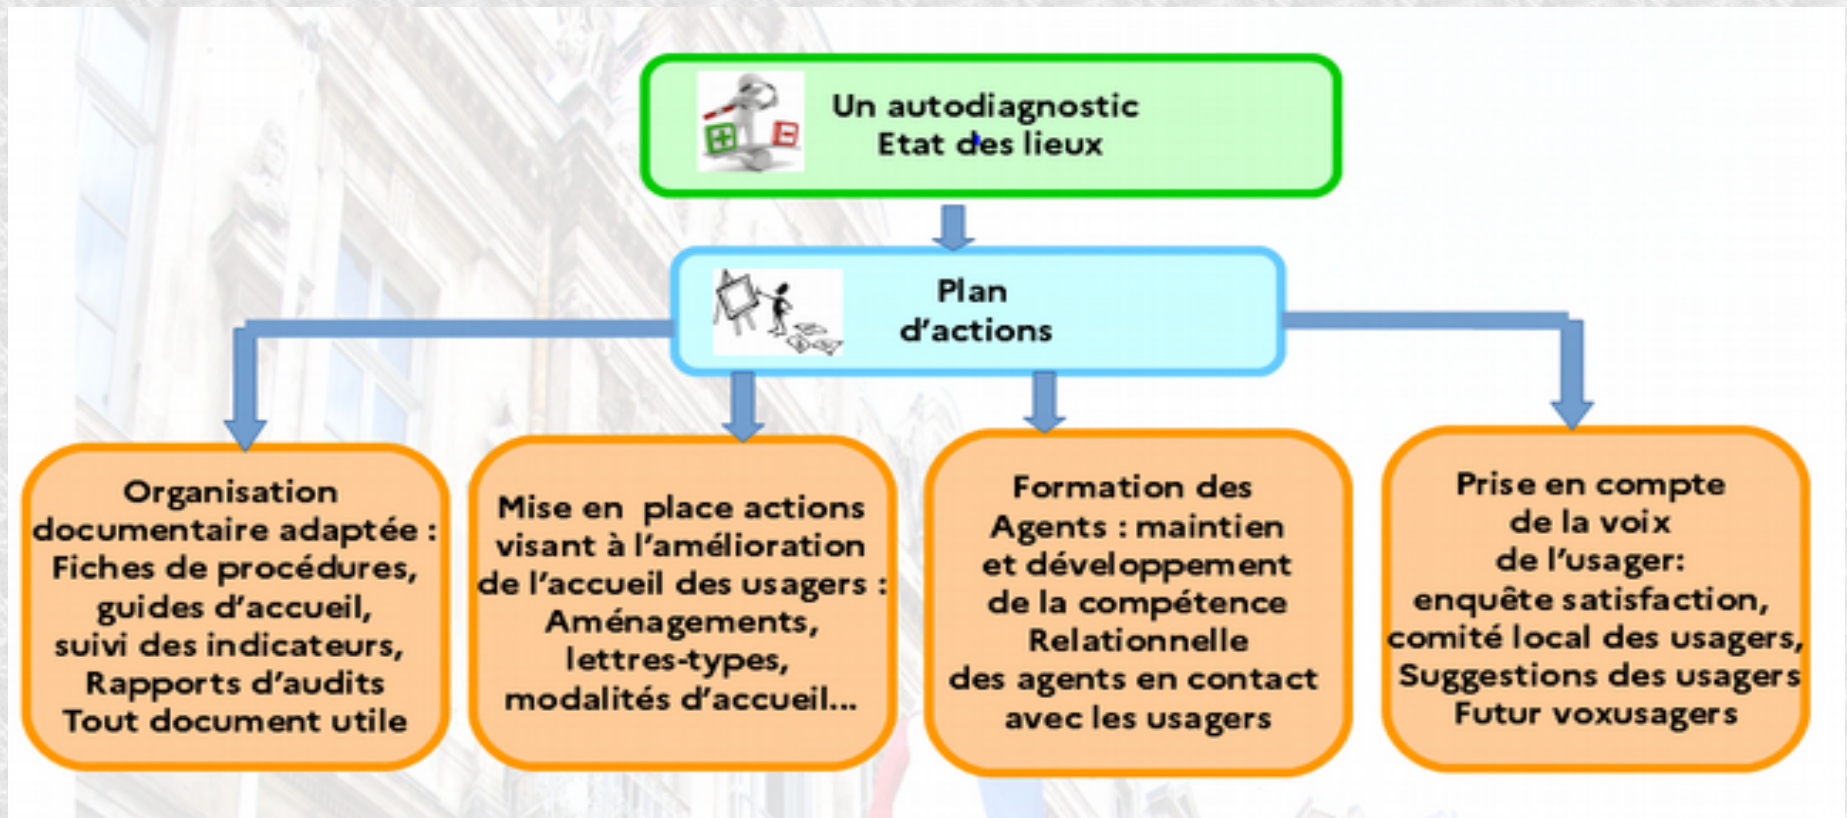 Un autodiagnostic
Etat des lieux
Plan
d'actions
Organisation
documentaire adaptée :
Fiches de procédures,
guides d'accueil,
suivi des indicateurs,
Rapports d'audits
Tout document utile
Mise en place actions
visant à l'amélioration
de l'accueil des usagers :
Aménagements,
lettres-types,
modalités d'accueil...
Formation des
Agents : maintien
et développement
de la compétence
Relationnelle
des agents en contact
avec les usagers
Prise en compte
de la voix
de l'usager:
enquête satisfaction,
comité local des usagers,
Suggestions des usagers
Futur voxusagers